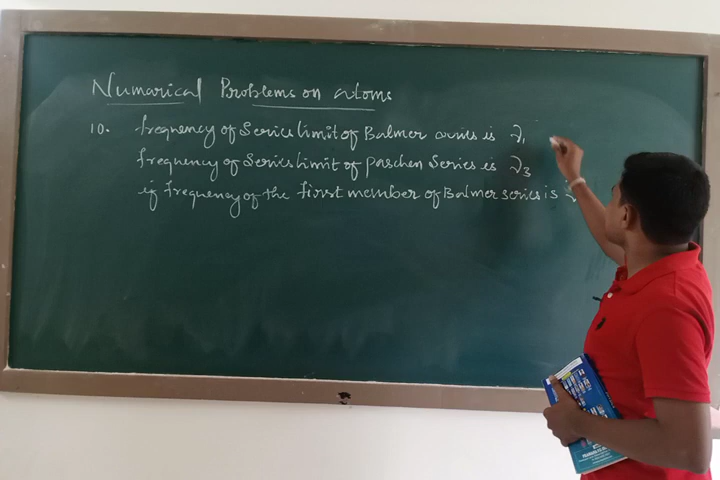 Numarical Problems on atoms
10. frequency of Series limit of Balmer series is ν₁
frequency of Series limit of paschen Series is ν₃
if frequency of the first member of Balmer series is ν